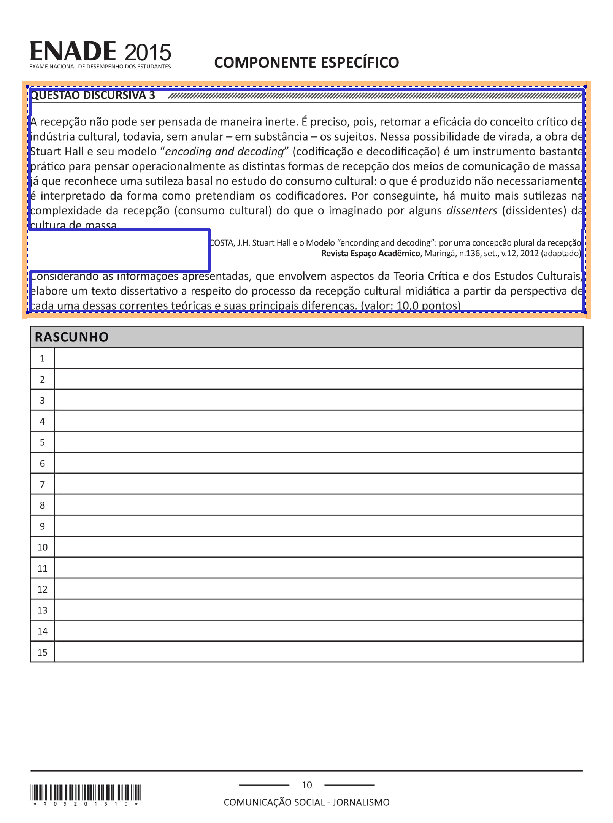 ENADE 2015
EXAME NACIONAL DE DESEMPENHO DOS ESTUDANTES
COMPONENTE ESPECÍFICO
QUESTÃO DISCURSIVA 3
A recepção não pode ser pensada de maneira inerte. É preciso, pois, retomar a eficácia do conceito crítico de
indústria cultural, todavia, sem anular – em substância – os sujeitos. Nessa possibilidade de virada, a obra de
Stuart Hall e seu modelo “encoding and decoding” (codificação e decodificação) é um instrumento bastante
prático para pensar operacionalmente as distintas formas de recepção dos meios de comunicação de massa,
já que reconhece uma sutileza basal no estudo do consumo cultural: o que é produzido não necessariamente
é interpretado da forma como pretendiam os codificadores. Por conseguinte, há muito mais sutilezas na
complexidade da recepção (consumo cultural) do que o imaginado por alguns dissenters (dissidentes) da
cultura de massa.
COSTA, J.H. Stuart Hall e o Modelo “enconding and decoding”: por uma concepção plural da recepção.
Revista Espaço Acadêmico, Maringá, n.136, set., v.12, 2012 (adaptado).
Considerando as informações apresentadas, que envolvem aspectos da Teoria Crítica e dos Estudos Culturais,
elabore um texto dissertativo a respeito do processo da recepção cultural midiática a partir da perspectiva de
cada uma dessas correntes teóricas e suas principais diferenças. (valor: 10,0 pontos)
RASCUNHO
1
2
3
4
5
6
7
8
9
10
11
12
13
14
15
10
COMUNICAÇÃO SOCIAL - JORNALISMO